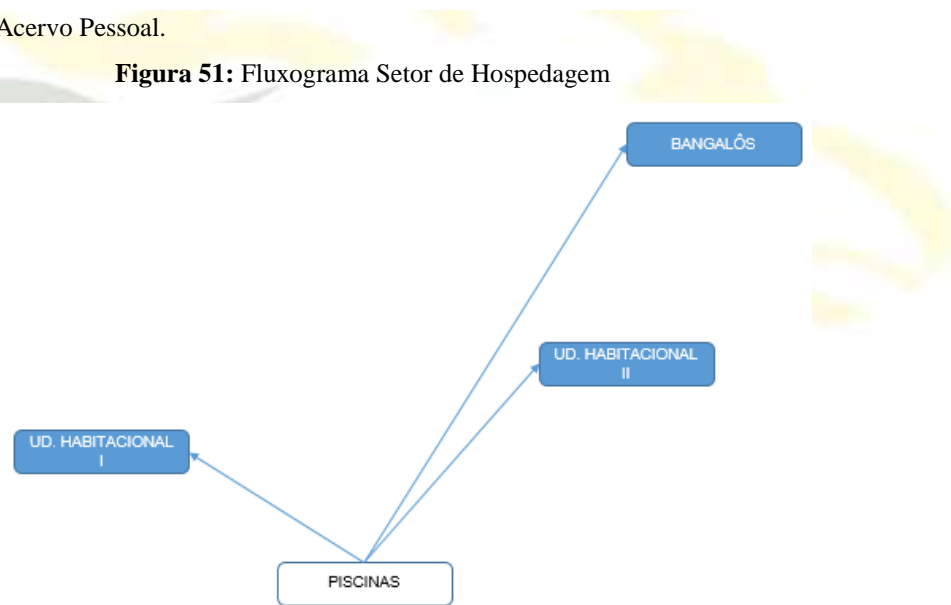 Acervo Pessoal.
Figura 51: Fluxograma Setor de Hospedagem
BANGALÔS
UD. HABITACIONAL
II
UD. HABITACIONAL
I
PISCINAS